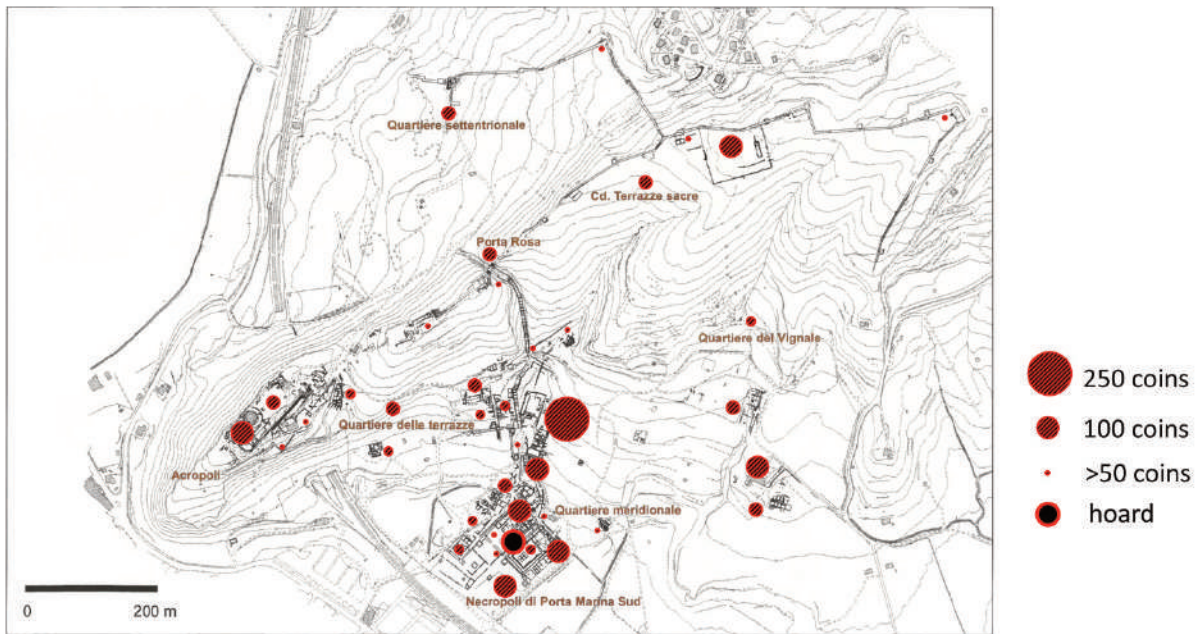 Quartiere settentrionale
Cd. Terrazze sacre
Porta Rosa
Quartiere del Vignale
Quartiere delle terrazze
Acropoli
Quartiere meridionale
Necropoli di Porta Marina Sud
0 200 m
250 coins
100 coins
>50 coins
hoard